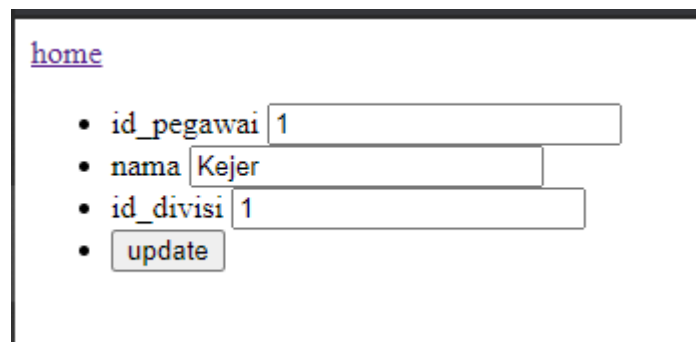 home
id_pegawai 1
nama Kejer
id_divisi 1
update